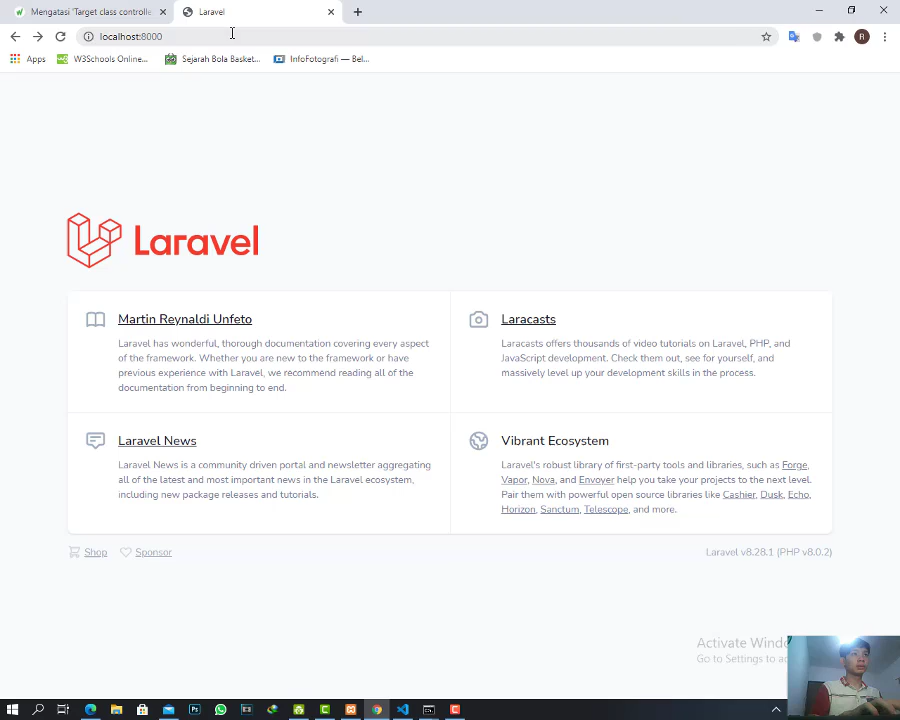 Mengatasi 'Target class controlle
Laravel
localhost:8000
R
Apps
W3Schools Online...
Sejarah Bola Basket...
InfoFotografi — Bel...
Laravel
Martin Reynaldi Unfeto
Laravel has wonderful, thorough documentation covering every aspect
of the framework. Whether you are new to the framework or have
previous experience with Laravel, we recommend reading all of the
documentation from beginning to end.
Laracasts
Laracasts offers thousands of video tutorials on Laravel, PHP, and
JavaScript development. Check them out, see for yourself, and
massively level up your development skills in the process.
Laravel News
Laravel News is a community driven portal and newsletter aggregating
all of the latest and most important news in the Laravel ecosystem,
including new package releases and tutorials.
Vibrant Ecosystem
Laravel's robust library of first-party tools and libraries, such as Forge,
Vapor, Nova, and Envoyer help you take your projects to the next level.
Pair them with powerful open source libraries like Cashier, Dusk, Echo,
Horizon, Sanctum, Telescope, and more.
Shop
Sponsor
Laravel v8.28.1 (PHP v8.0.2)
Activate Windo
Go to Settings to a